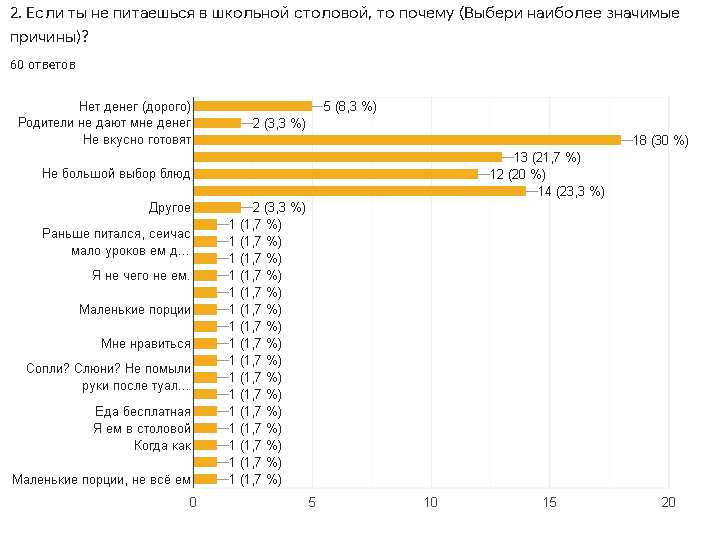 2. Если ты не питаешься в школьной столовой, то почему (Выбери наиболее значимые
причины)?
60 ответов
Нет денег (дорого)
5 (8,3 %)
Родители не дают мне денег
2 (3,3 %)
Не вкусно готовят
18 (30 %)
13 (21,7 %)
Не большой выбор блюд
12 (20 %)
14 (23,3 %)
Другое
2 (3,3 %)
1 (1,7 %)
Раньше питался, сейчас
мало уроков ем д...
1 (1,7 %)
1 (1,7 %)
Я не чего не ем.
1 (1,7 %)
1 (1,7 %)
Маленькие порции
1 (1,7 %)
1 (1,7 %)
Мне нравиться
1 (1,7 %)
1 (1,7 %)
Сопли? Слюни? Не помыли
руки после туал...
1 (1,7 %)
1 (1,7 %)
Еда бесплатная
1 (1,7 %)
Я ем в столовой
1 (1,7 %)
Когда как
1 (1,7 %)
1 (1,7 %)
Маленькие порции, не всё ем
1 (1,7 %)
0
5
10
15
20